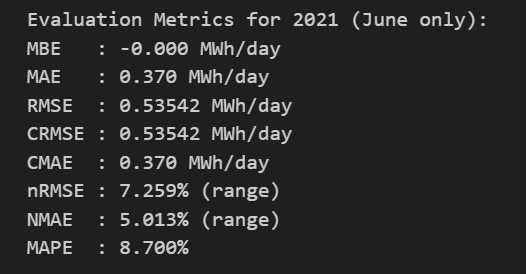 Evaluation Metrics for 2021 (June only):
MBE   : -0.000 MWh/day
MAE   : 0.370 MWh/day
RMSE  : 0.53542 MWh/day
CRMSE : 0.53542 MWh/day
CMAE  : 0.370 MWh/day
nRMSE : 7.259% (range)
NMAE  : 5.013% (range)
MAPE  : 8.700%